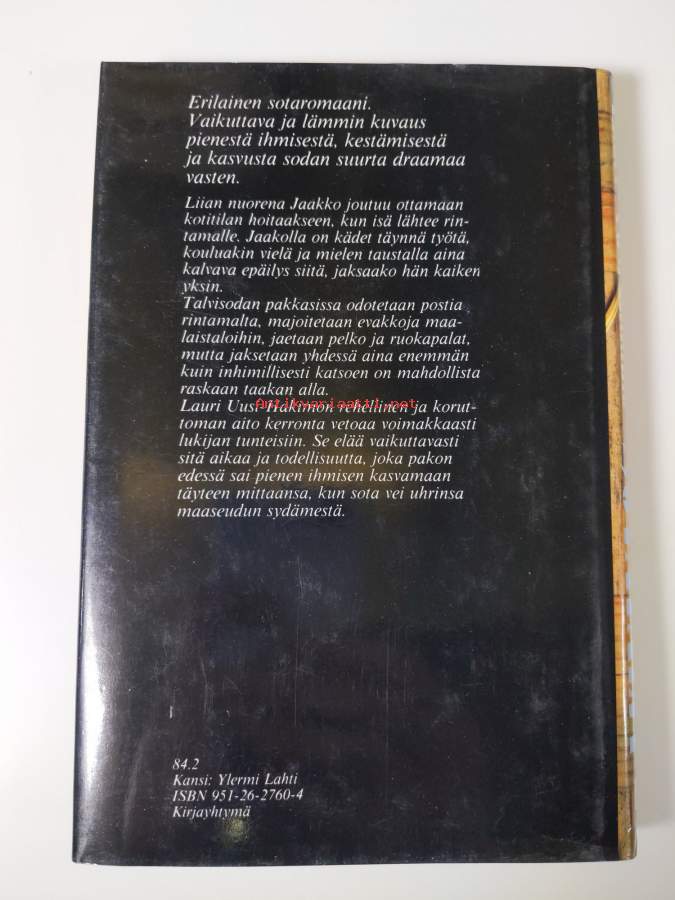 Erilainen sotaromaani.
Vaikuttava ja lämmin kuvaus
pienestä ihmisestä, kestämisestä
ja kasvusta sodan suurta draamaa
vasten.
Liian nuorena Jaakko joutuu ottamaan
kotitilan hoitaakseen, kun isä lähtee rin-
tamalle. Jaakolla on kädet täynnä työtä,
kouluakin vielä ja mielen taustalla aina
kalvava epäilys siitä, jaksaako hän kaiken
yksin.
Talvisodan pakkasissa odotetaan postia
rintamalta, majoitetaan evakkoja maa-
laistaloihin, jaetaan pelko ja ruokapalat,
mutta jaksetaan yhdessä aina enemmän
kuin inhimillisesti katsoen on mahdollista
raskaan taakan alla.
antikvariaatti.net
Lauri Uusi-Hakimon rehellinen ja korut-
toman aito kerronta vetoaa voimakkaasti
lukijan tunteisiin. Se elää vaikuttavasti
sitä aikaa ja todellisuutta, joka pakon
edessä sai pienen ihmisen kasvamaan
täyteen mittaansa, kun sota vei uhrinsa
maaseudun sydämestä.
84.2
Kansi: Ylermi Lahti
ISBN 951-26-2760-4
Kirjayhtymä